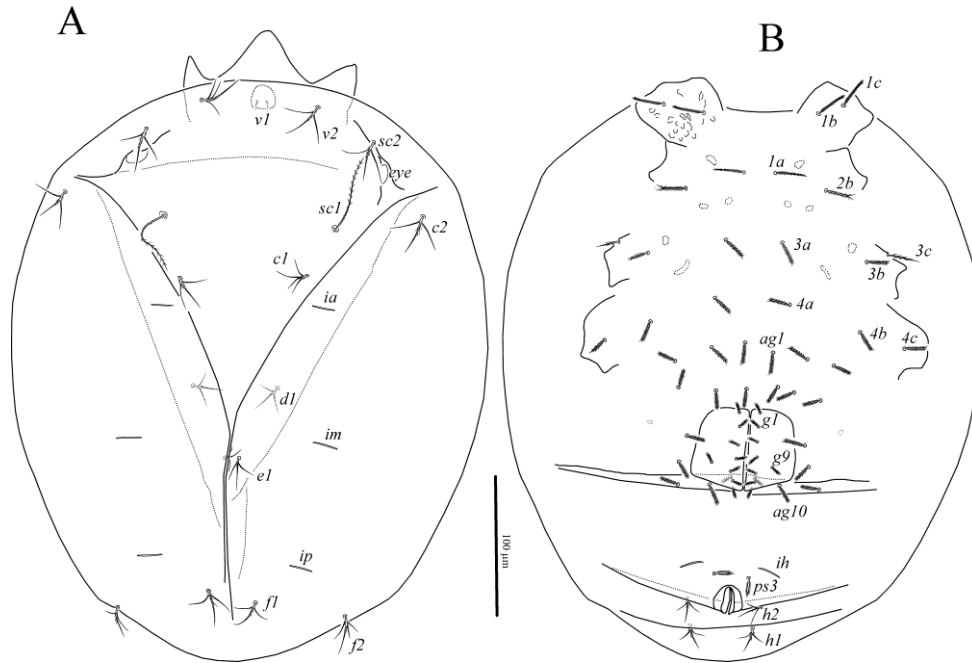 A
B
v1
v2
sc2
eye
sc1
c2
c1
ia
d1
im
e1
ip
f1
f2
100 µm
1c
1b
1a
2b
3a
3c
3b
4a
4b
4c
ag1
g1
g9
ag10
ih
ps3
h2
h1